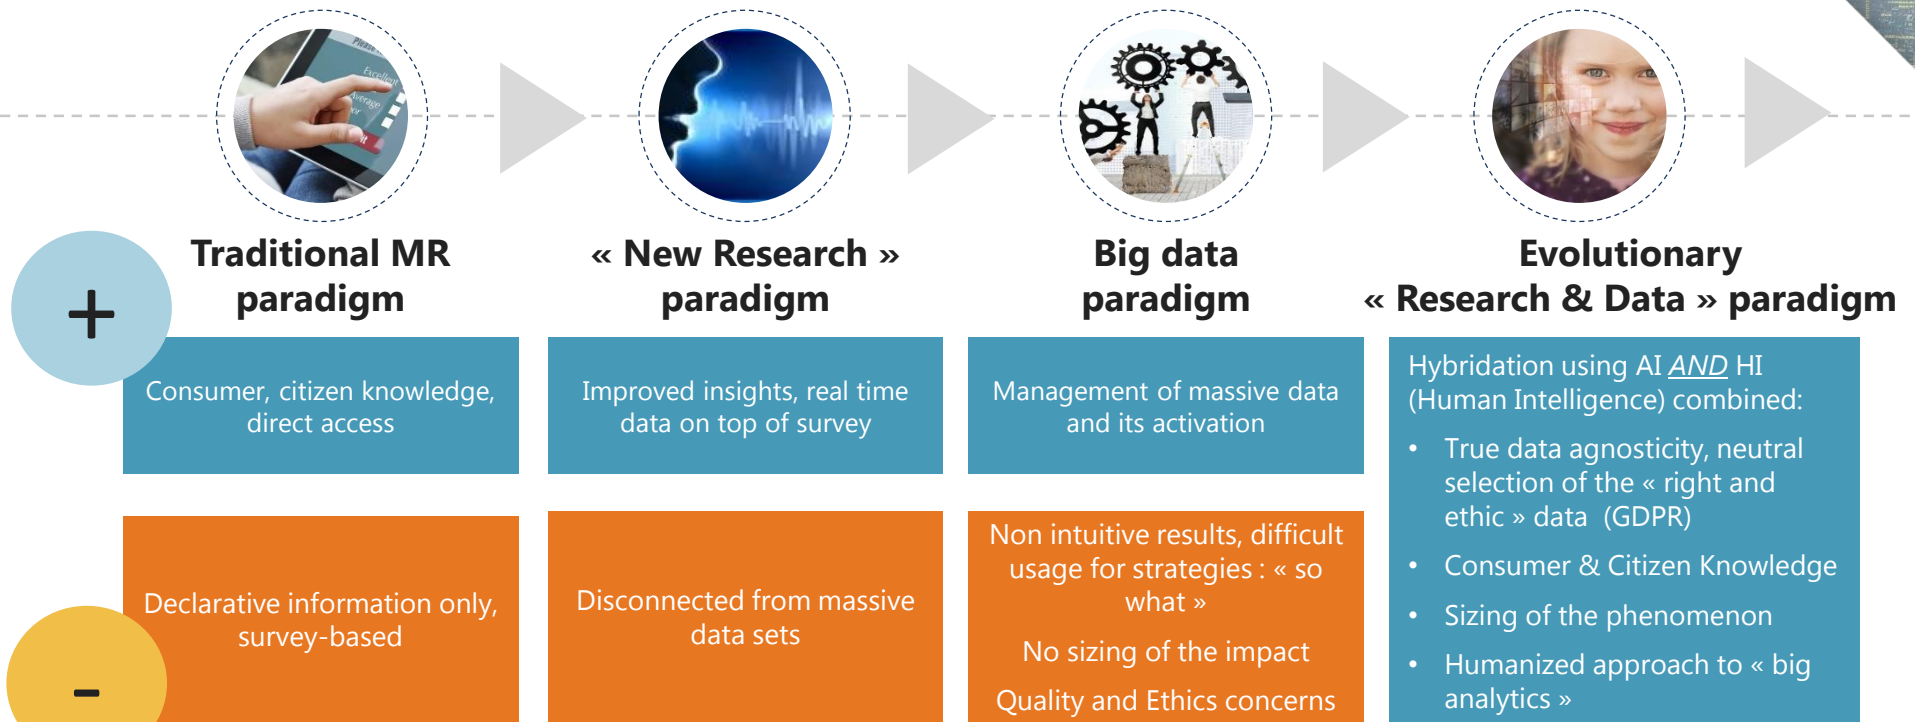 Please
Excellent
Average
Traditional MR
paradigm
« New Research »
paradigm
Big data
paradigm
Evolutionary
« Research & Data » paradigm
+
Consumer, citizen knowledge,
direct access
Improved insights, real time
data on top of survey
Management of massive data
and its activation
Hybridation using AI AND HI
(Human Intelligence) combined:
• True data agnosticity, neutral
selection of the « right and
ethic » data (GDPR)
• Consumer & Citizen Knowledge
• Sizing of the phenomenon
• Humanized approach to « big
analytics »
-
Declarative information only,
survey-based
Disconnected from massive
data sets
Non intuitive results, difficult
usage for strategies : « so
what »
No sizing of the impact
Quality and Ethics concerns